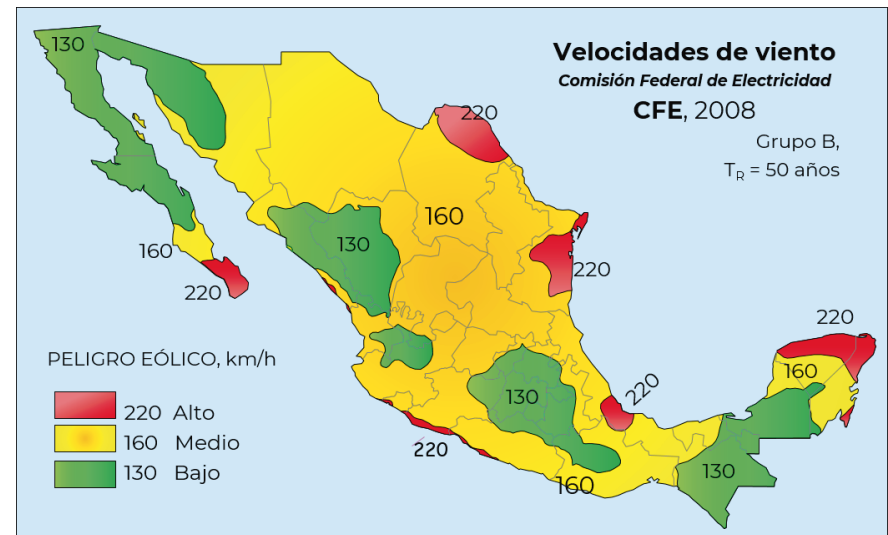 Velocidades de viento
Comisión Federal de Electricidad
CFE, 2008
Grupo B,
T_R = 50 años
130
220
160
130
220
160
220
220
160
220
130
130
220
160
PELIGRO EÓLICO, km/h
220 Alto
160 Medio
130 Bajo